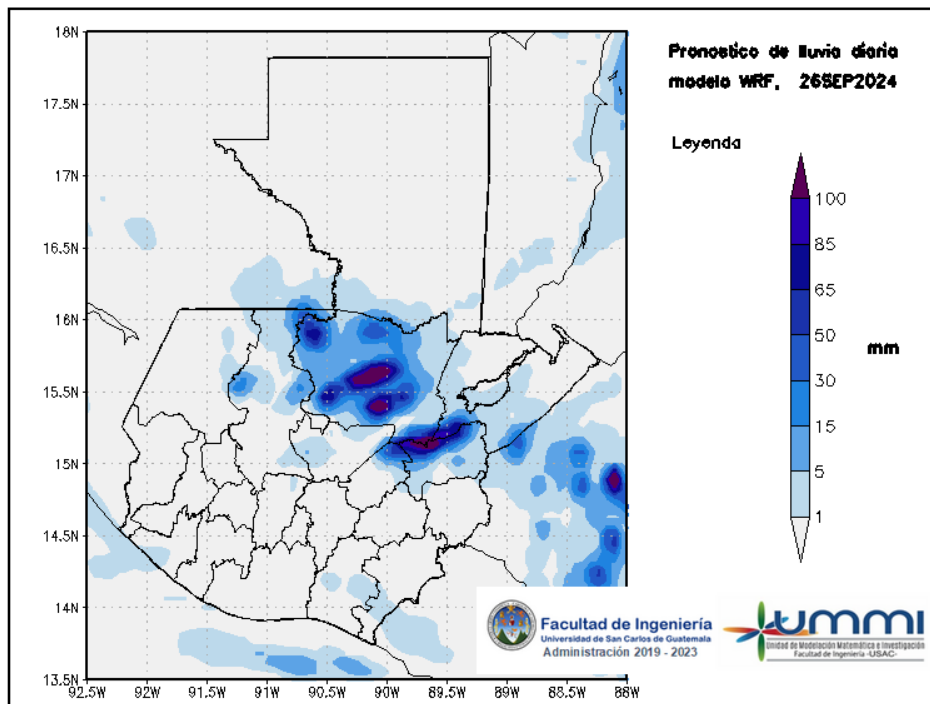 Pronostico de lluvia diaria
modelo WRF, 26SEP2024
Leyenda
100
85
65
50
30
15
5
1
mm
18N
17.5N
17N
16.5N
16N
15.5N
15N
14.5N
14N
13.5N
92.5W
92W
91.5W
91W
90.5W
90W
89.5W
89W
88.5W
88W
Facultad de Ingeniería
Universidad de San Carlos de Guatemala
Administración 2019 - 2023
UMMI
Unidad de Modelación Matemática e Investigación
Facultad de Ingeniería -USAC-